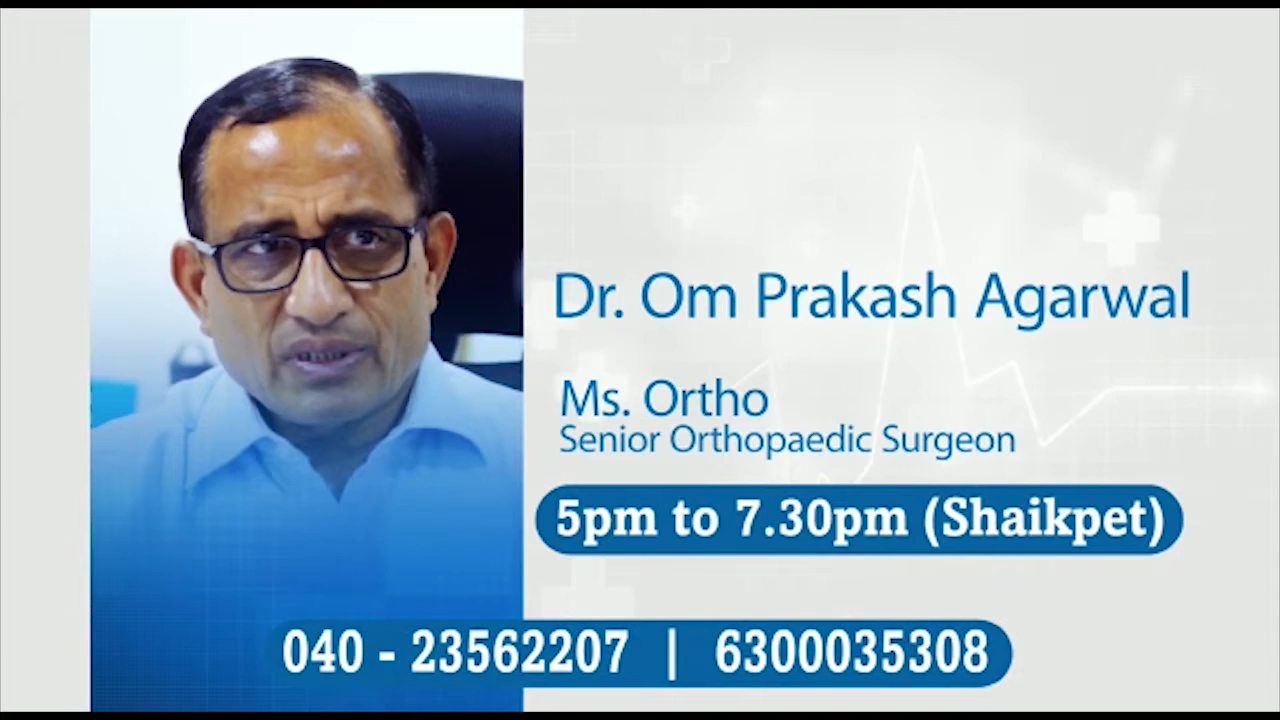 Dr. Om Prakash Agarwal
Ms. Ortho
Senior Orthopaedic Surgeon
5pm to 7.30pm (Shaikpet)
040 - 23562207 | 6300035308